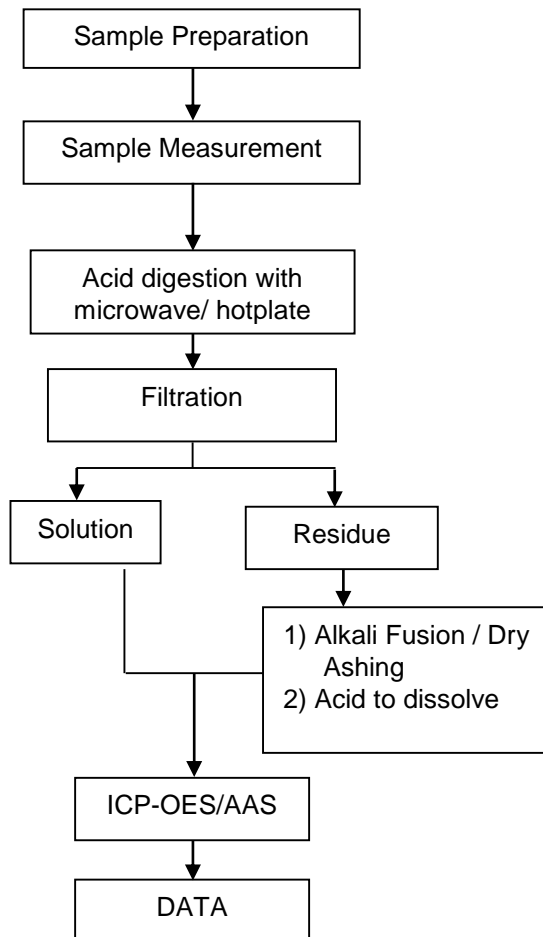 Sample Preparation
Sample Measurement
Acid digestion with
microwave/ hotplate
Filtration
Solution
Residue
1) Alkali Fusion / Dry
Ashing
2) Acid to dissolve
ICP-OES/AAS
DATA